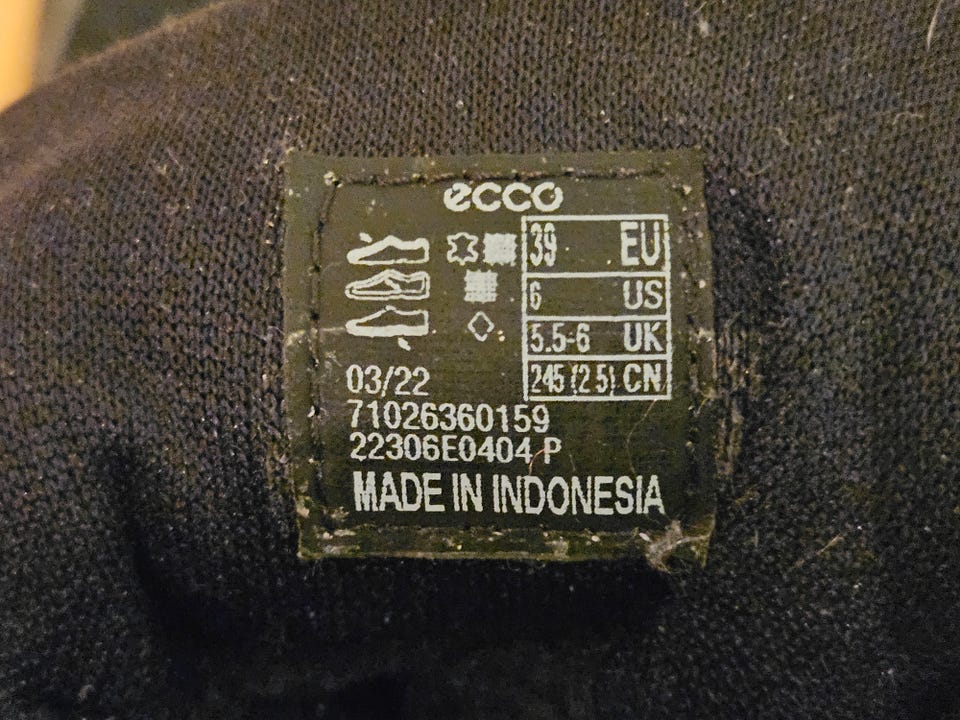 ecco
39 EU
6 US
5.5-6 UK
245 (2.5) CN
03/22
71026360159
22306E0404 P
MADE IN INDONESIA